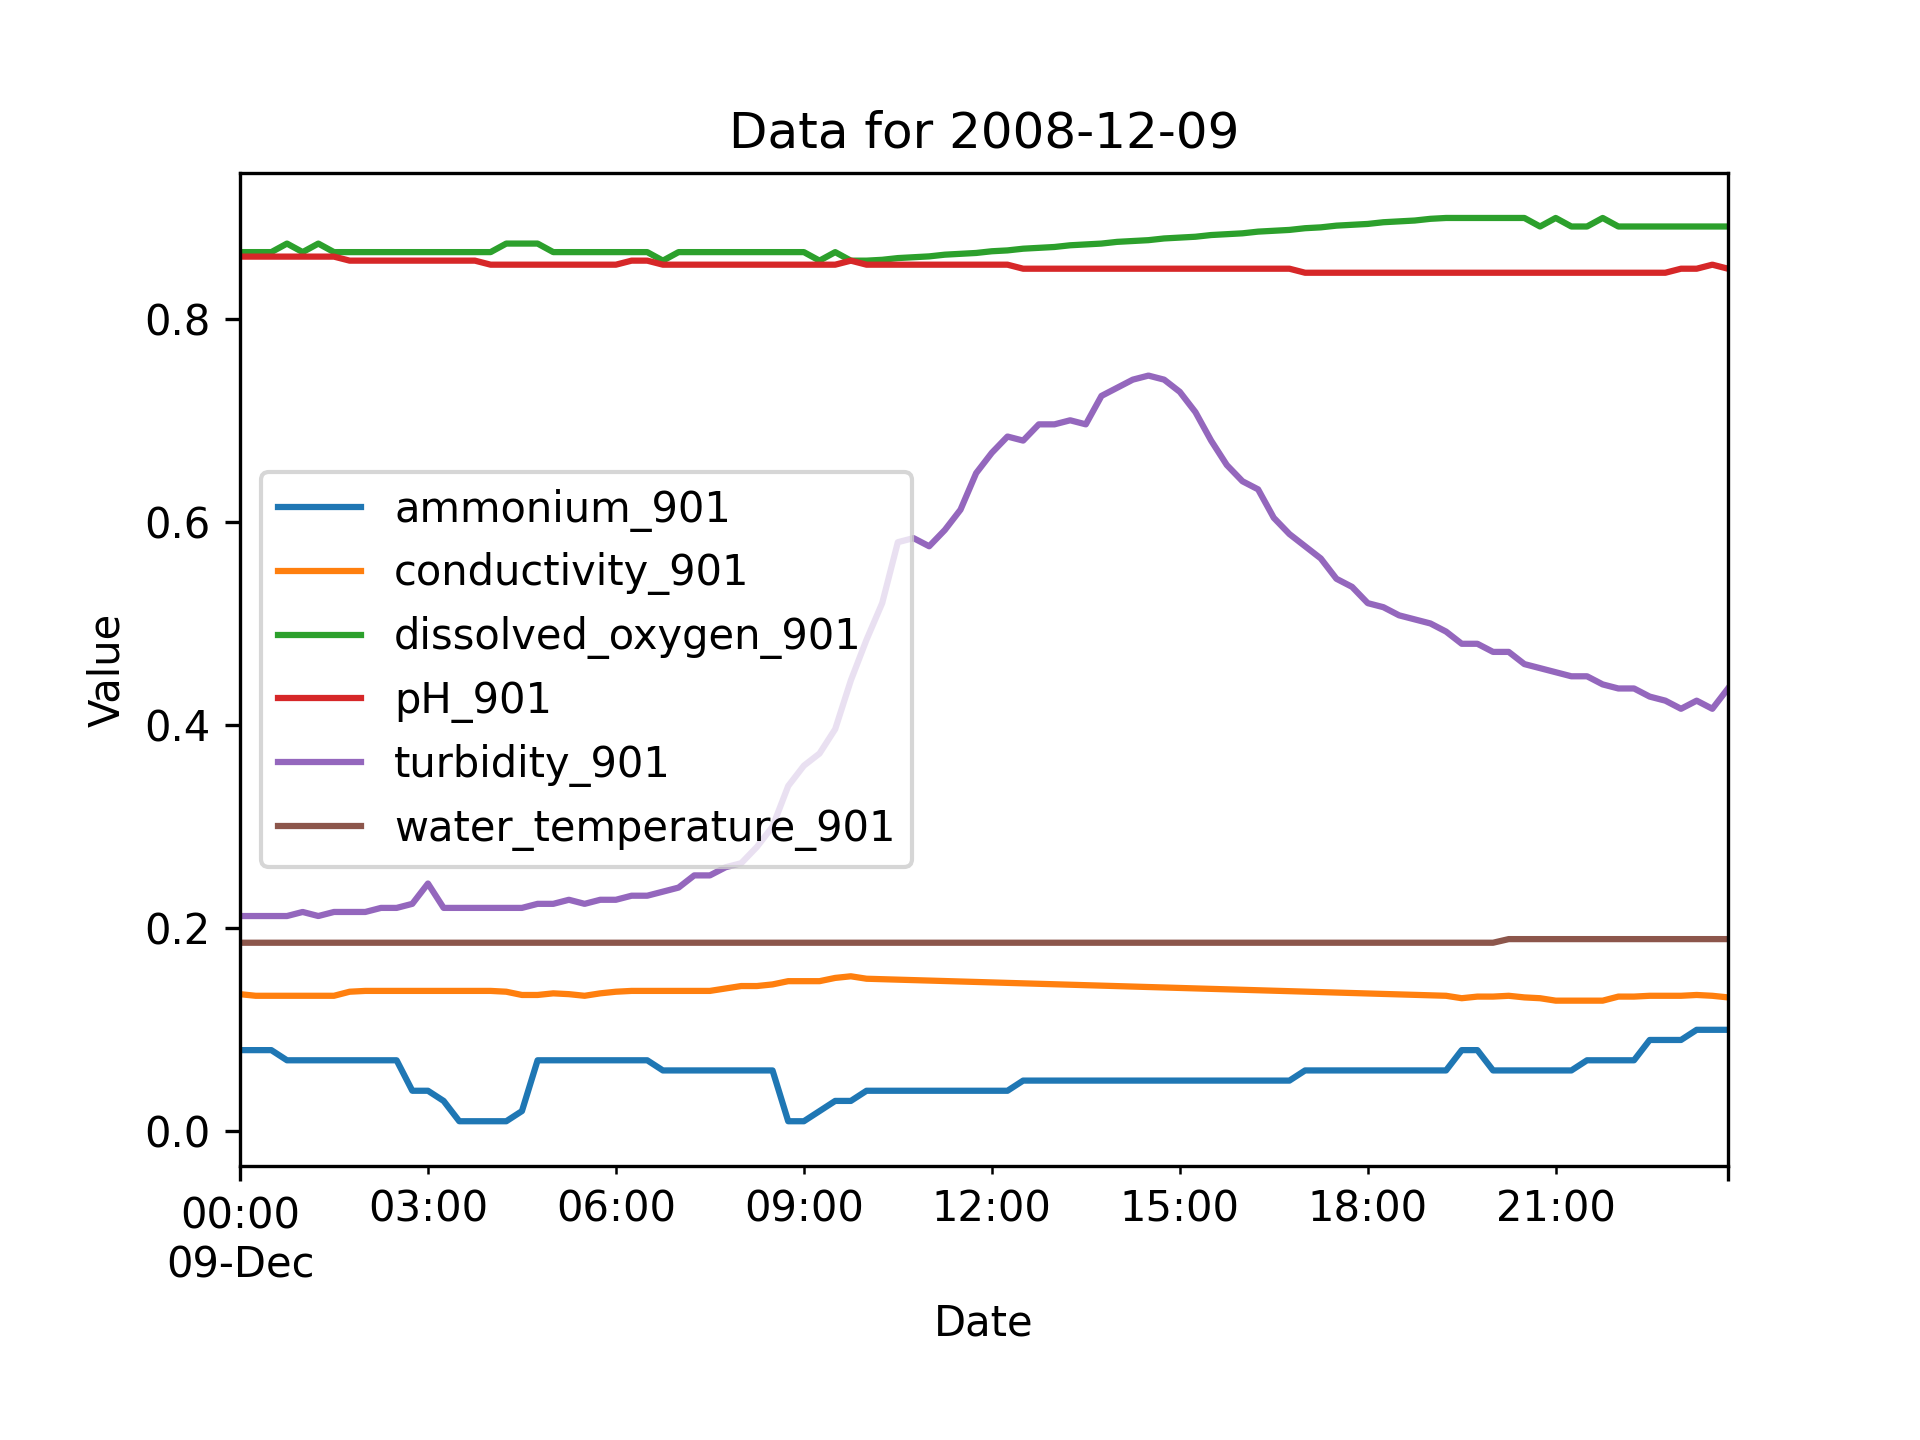 Data for 2008-12-09
Value
0.8
0.6
0.4
0.2
0.0
ammonium_901
conductivity_901
dissolved_oxygen_901
pH_901
turbidity_901
water_temperature_901
00:00 03:00 06:00 09:00 12:00 15:00 18:00 21:00
09-Dec
Date